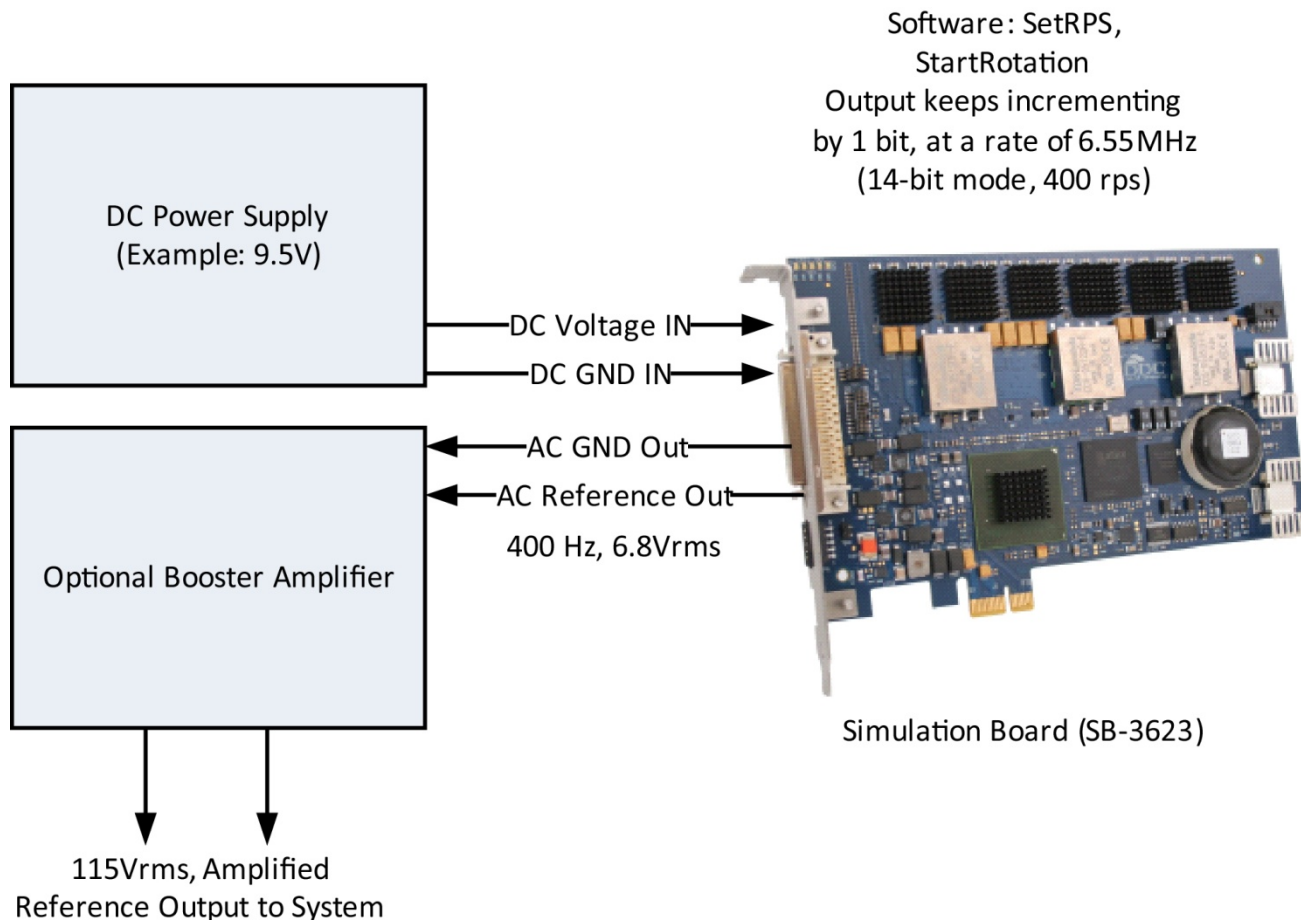 Software: SetRPS,
StartRotation
Output keeps incrementing
by 1 bit, at a rate of 6.55MHz
(14-bit mode, 400 rps)
DC Power Supply
(Example: 9.5V)
DC Voltage IN
DC GND IN
AC GND Out
AC Reference Out
400 Hz, 6.8Vrms
Optional Booster Amplifier
DDC
Simulation Board (SB-3623)
115Vrms, Amplified
Reference Output to System